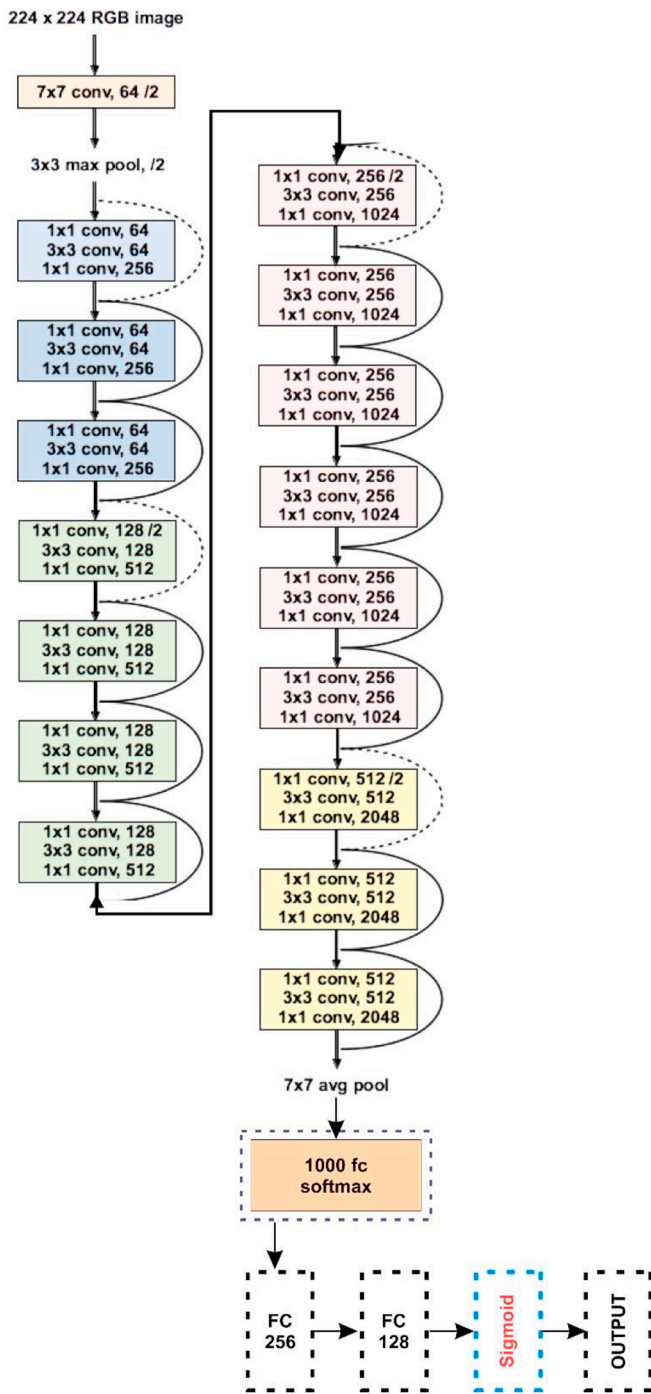 224 x 224 RGB image
7x7 conv, 64 /2
3x3 max pool, /2
1x1 conv, 64
3x3 conv, 64
1x1 conv, 256
1x1 conv, 64
3x3 conv, 64
1x1 conv, 256
1x1 conv, 64
3x3 conv, 64
1x1 conv, 256
1x1 conv, 128 /2
3x3 conv, 128
1x1 conv, 512
1x1 conv, 128
3x3 conv, 128
1x1 conv, 512
1x1 conv, 128
3x3 conv, 128
1x1 conv, 512
1x1 conv, 128
3x3 conv, 128
1x1 conv, 512
1x1 conv, 256 /2
3x3 conv, 256
1x1 conv, 1024
1x1 conv, 256
3x3 conv, 256
1x1 conv, 1024
1x1 conv, 256
3x3 conv, 256
1x1 conv, 1024
1x1 conv, 256
3x3 conv, 256
1x1 conv, 1024
1x1 conv, 256
3x3 conv, 256
1x1 conv, 1024
1x1 conv, 256
3x3 conv, 256
1x1 conv, 1024
1x1 conv, 512 /2
3x3 conv, 512
1x1 conv, 2048
1x1 conv, 512
3x3 conv, 512
1x1 conv, 2048
1x1 conv, 512
3x3 conv, 512
1x1 conv, 2048
7x7 avg pool
1000 fc
softmax
FC
256
FC
128
Sigmoid
OUTPUT